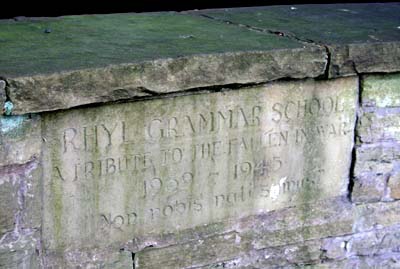 RHYL GRAMMAR SCHOOL
A TRIBUTE TO THE FALLEN IN WAR
1939 - 1945
Non nobis nati sumus